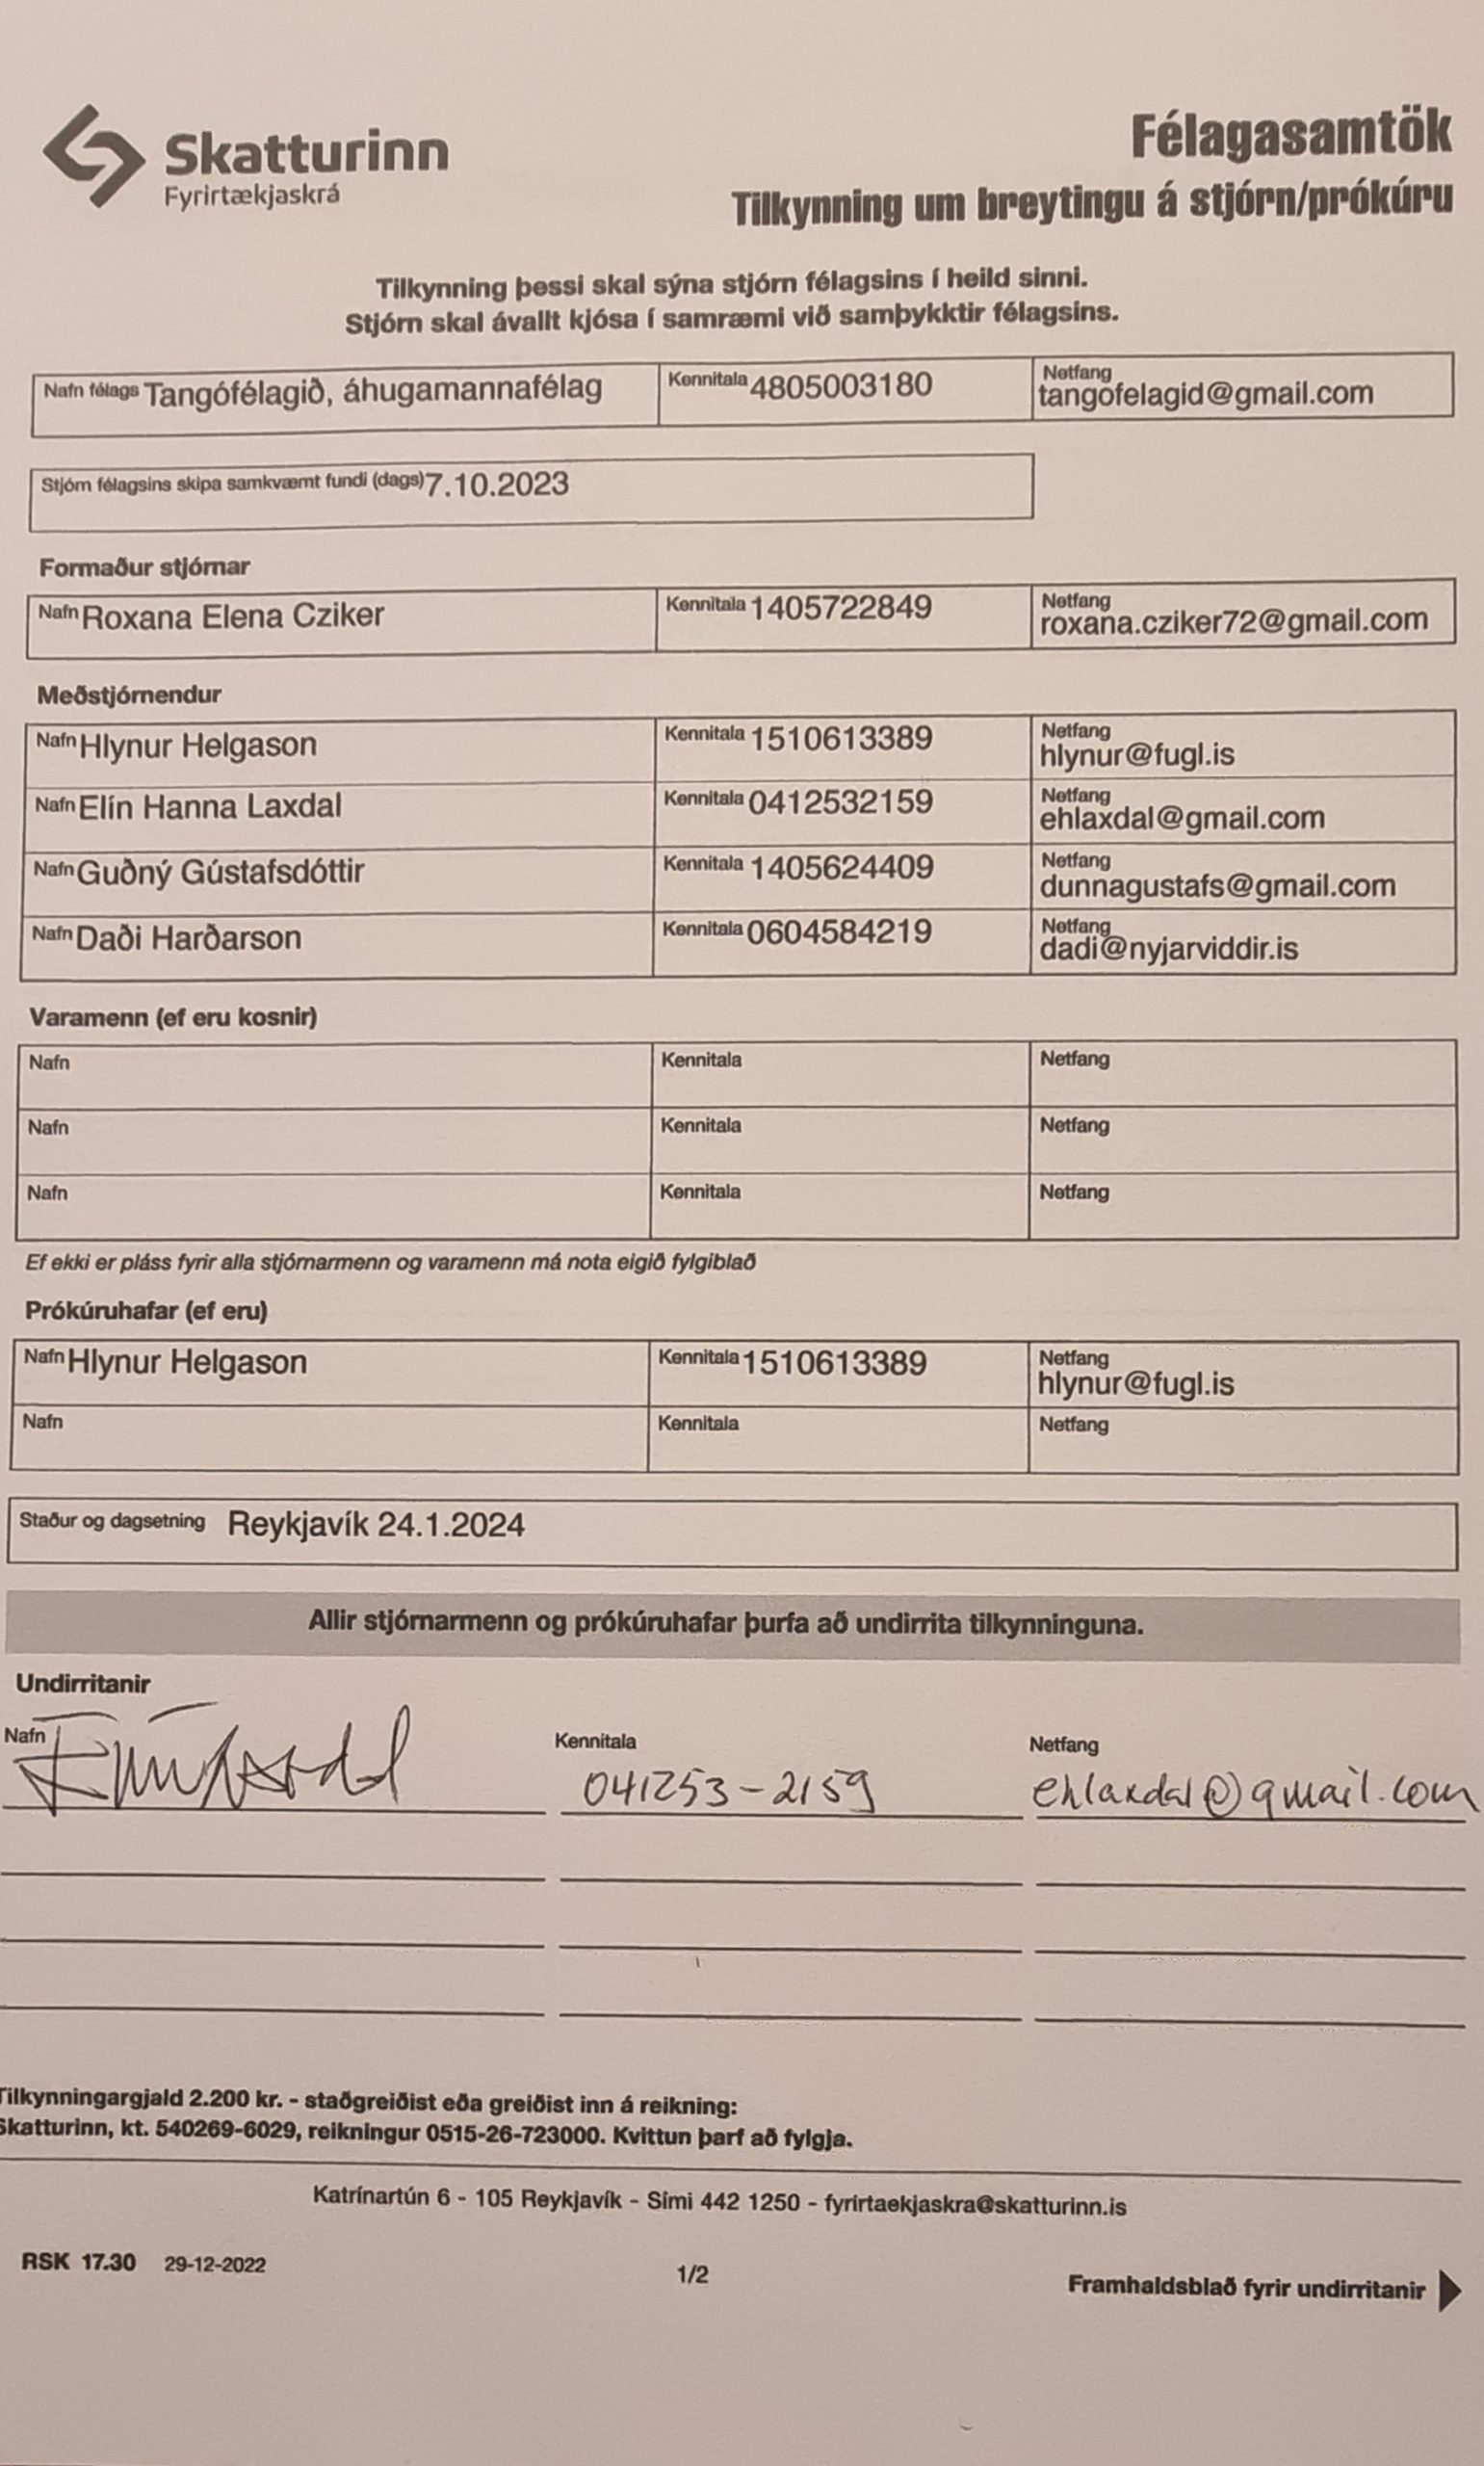 Skatturinn
Fyrirtækjaskrá
Félagasamtök
Tilkynning um breytingu á stjórn/prókúru
Tilkynning þessi skal sýna stjórn félagsins í heild sinni.
Stjórn skal ávallt kjósa í samræmi við samþykktir félagsins.
Nafn félags Tangófélagið, áhugamannafélag Kennitala 4805003180 Netfang
tangofelagid@gmail.com
Stjórn félagsins skipa samkvæmt fundi (dags) 7.10.2023
Formaður stjórnar
Nafn Roxana Elena Cziker Kennitala 1405722849 Netfang
roxana.cziker72@gmail.com
Meðstjórnendur
Nafn Hlynur Helgason Kennitala 1510613389 Netfang
hlynur@fugl.is
Nafn Elín Hanna Laxdal Kennitala 0412532159 Netfang
ehlaxdal@gmail.com
Nafn Guðný Gústafsdóttir Kennitala 1405624409 Netfang
dunnagustafs@gmail.com
Nafn Daði Harðarson Kennitala 0604584219 Netfang
dadi@nyjarviddir.is
Varamenn (ef eru kosnir)
Nafn Kennitala Netfang
Nafn Kennitala Netfang
Nafn Kennitala Netfang
Ef ekki er pláss fyrir alla stjórnarmenn og varamenn má nota eigið fylgiblað
Prókúruhafar (ef eru)
Nafn Hlynur Helgason Kennitala 1510613389 Netfang
hlynur@fugl.is
Nafn Kennitala Netfang
Staður og dagsetning Reykjavík 24.1.2024
Allir stjórnarmenn og prókúruhafar þurfa að undirrita tilkynninguna.
Undirritanir
Nafn Kennitala Netfang
041253-2159 ehlaxdal@gmail.com
Tilkynningargjald 2.200 kr. - staðgreiðist eða greiðist inn á reikning:
Skatturinn, kt. 540269-6029, reikningur 0515-26-723000. Kvittun þarf að fylgja.
Katrínartún 6 - 105 Reykjavík - Sími 442 1250 - fyrirtaekjaskra@skatturinn.is
RSK 17.30 29-12-2022 1/2 Framhaldsblað fyrir undirritanir